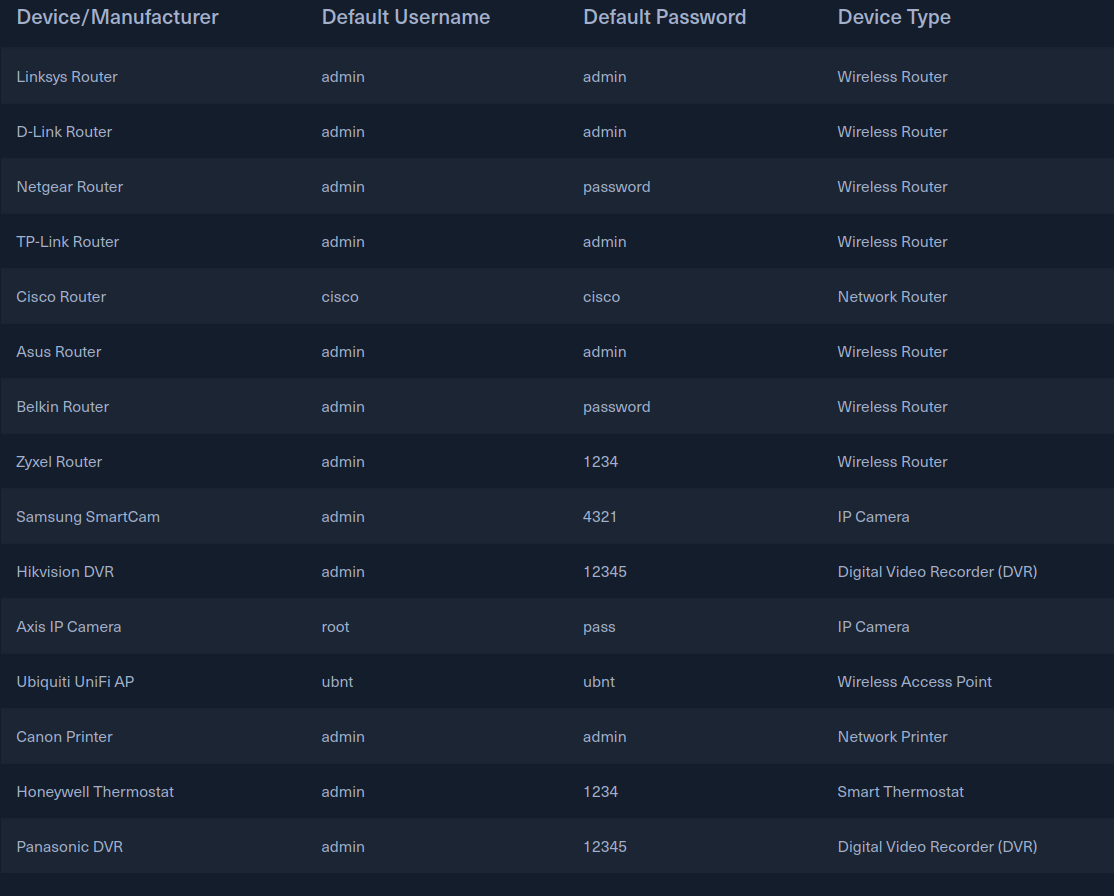 Device/Manufacturer Default Username Default Password Device Type
Linksys Router admin admin Wireless Router
D-Link Router admin admin Wireless Router
Netgear Router admin password Wireless Router
TP-Link Router admin admin Wireless Router
Cisco Router cisco cisco Network Router
Asus Router admin admin Wireless Router
Belkin Router admin password Wireless Router
Zyxel Router admin 1234 Wireless Router
Samsung SmartCam admin 4321 IP Camera
Hikvision DVR admin 12345 Digital Video Recorder (DVR)
Axis IP Camera root pass IP Camera
Ubiquiti UniFi AP ubnt ubnt Wireless Access Point
Canon Printer admin admin Network Printer
Honeywell Thermostat admin 1234 Smart Thermostat
Panasonic DVR admin 12345 Digital Video Recorder (DVR)